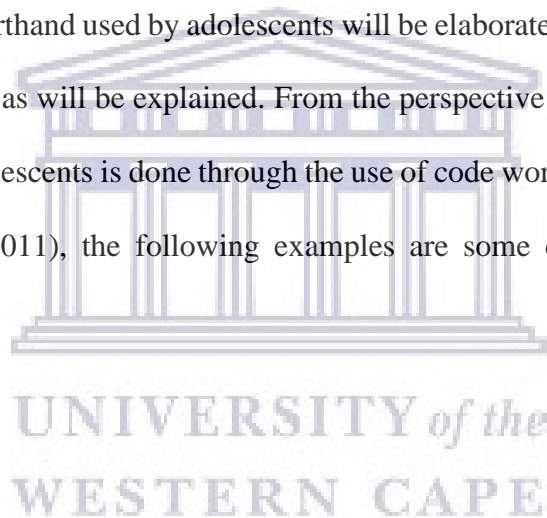 rthand used by adolescents will be elaborate
as will be explained. From the perspective
lescents is done through the use of code wor
011), the following examples are some
UNIVERSITY of the
WESTERN CAPE